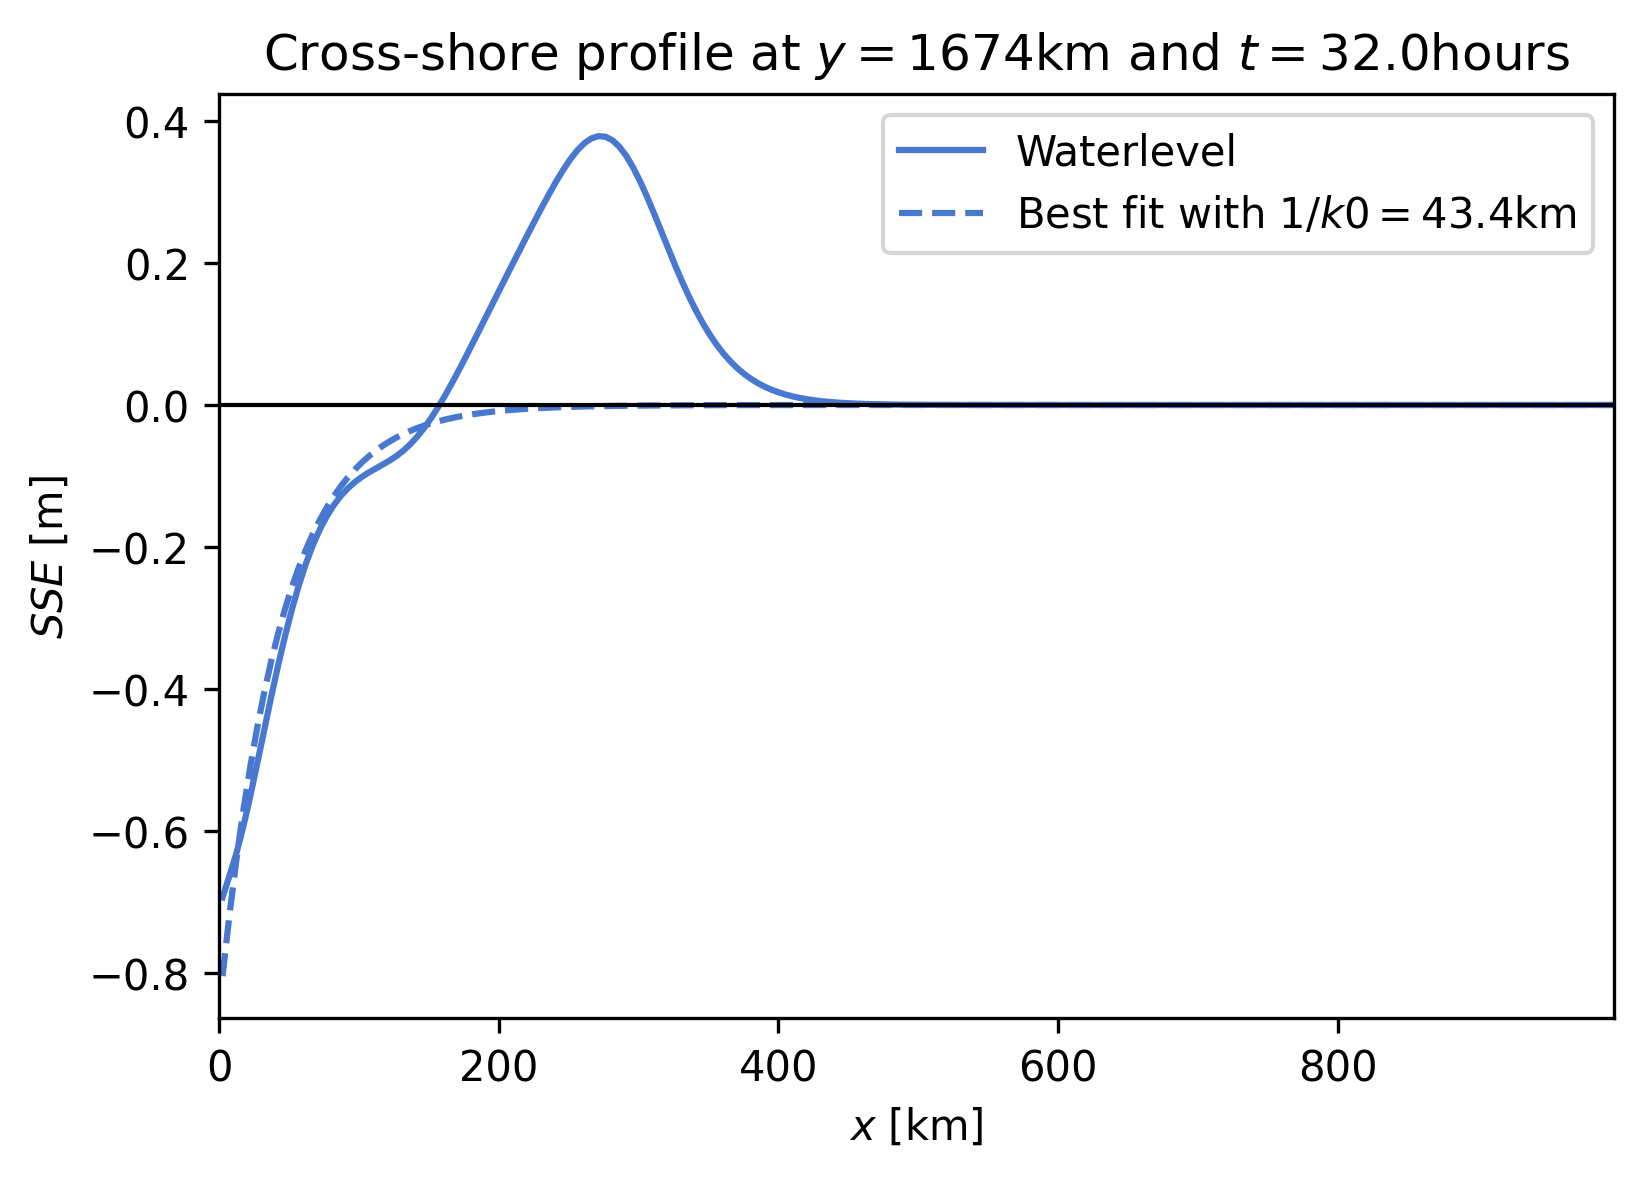 Cross-shore profile at y = 1674km and t = 32.0hours
Waterlevel
Best fit with 1/k0 = 43.4km
SSE [m]
0.4
0.2
0.0
−0.2
−0.4
−0.6
−0.8
0 200 400 600 800
x [km]